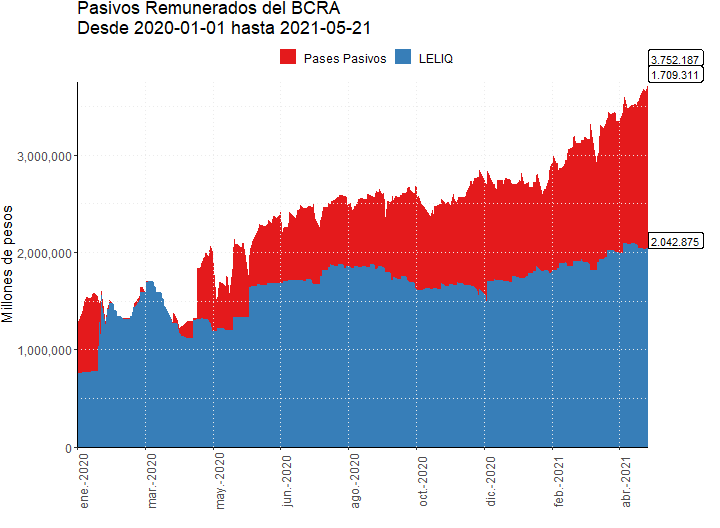 Pasivos Remunerados del BCRA
Desde 2020-01-01 hasta 2021-05-21
Pases Pasivos
LELIQ
3.752.187
1.709.311
2.042.875
Millones de pesos
3,000,000
2,000,000
1,000,000
0
ene.-2020
mar.-2020
may.-2020
jun.-2020
ago.-2020
oct.-2020
dic.-2020
feb.-2021
abr.-2021